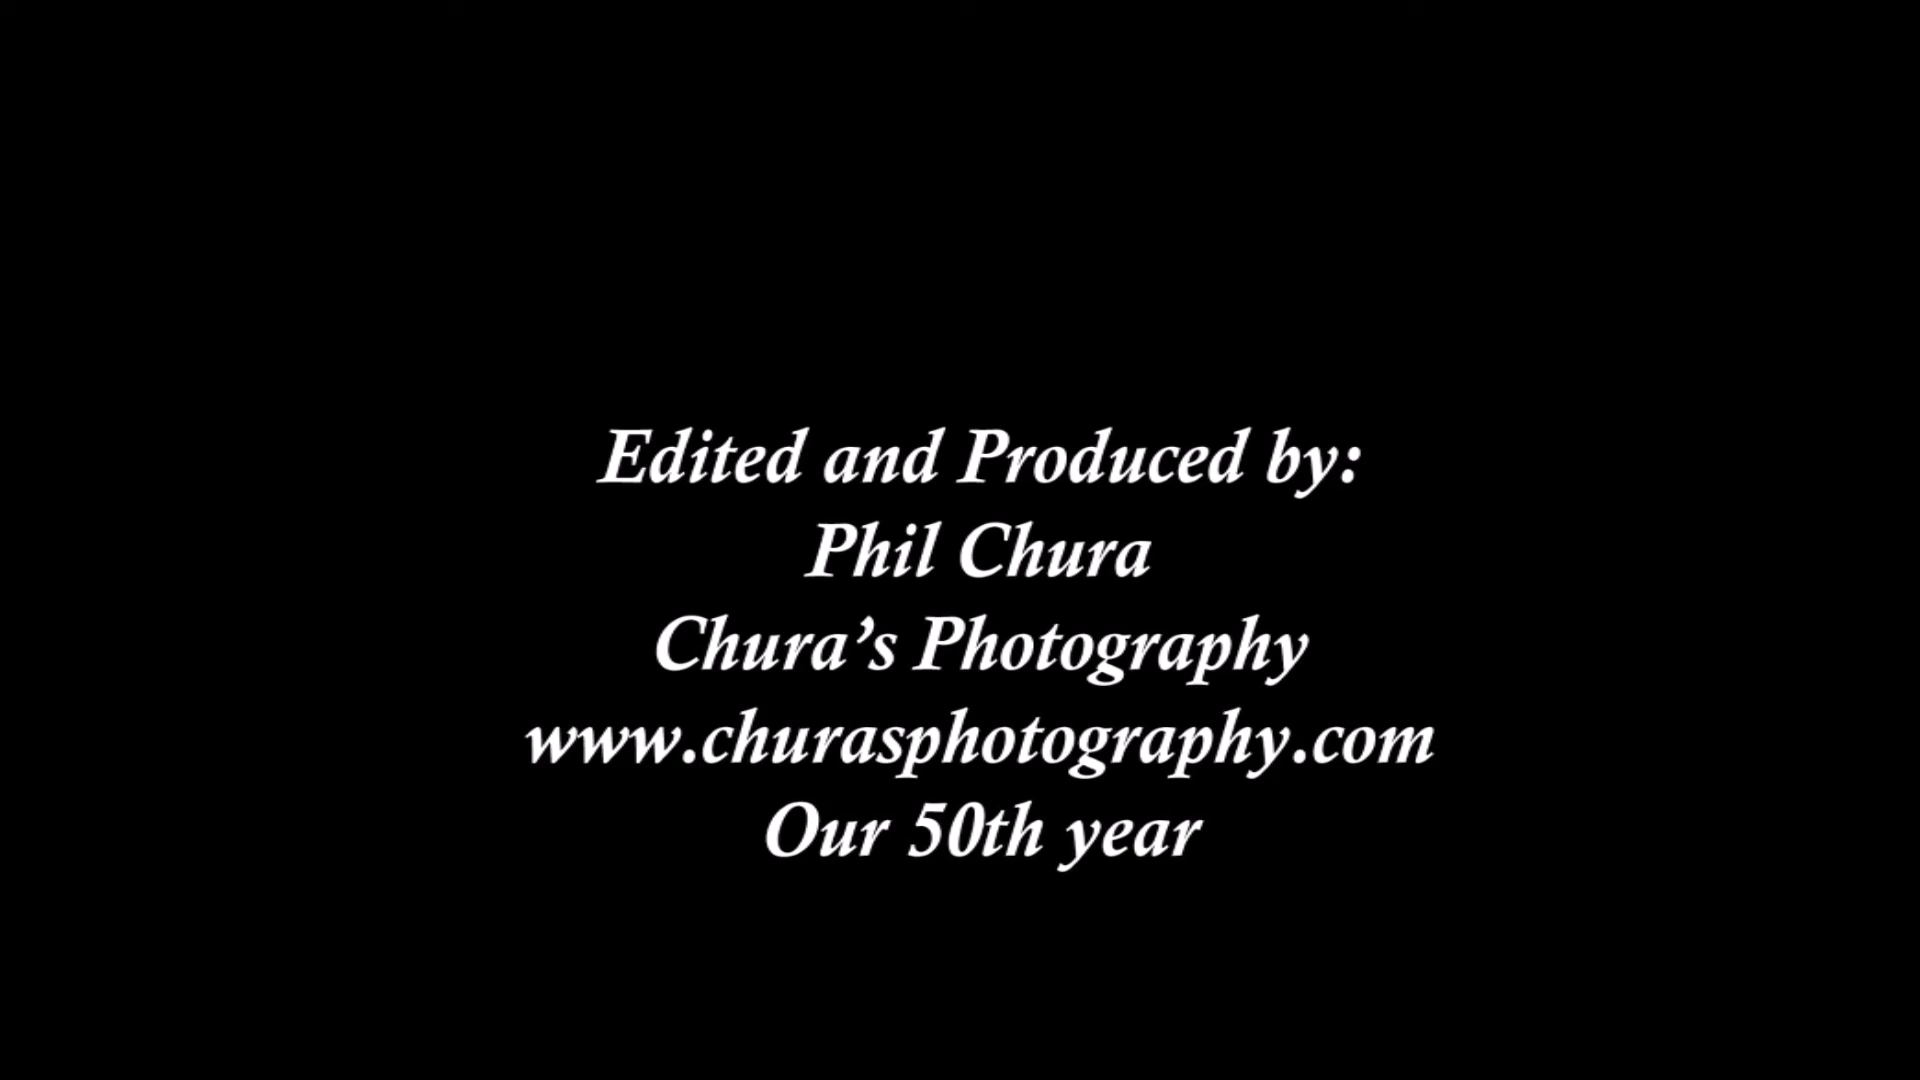 Edited and Produced by:
Phil Chura
Chura’s Photography
www.churasphotography.com
Our 50th year